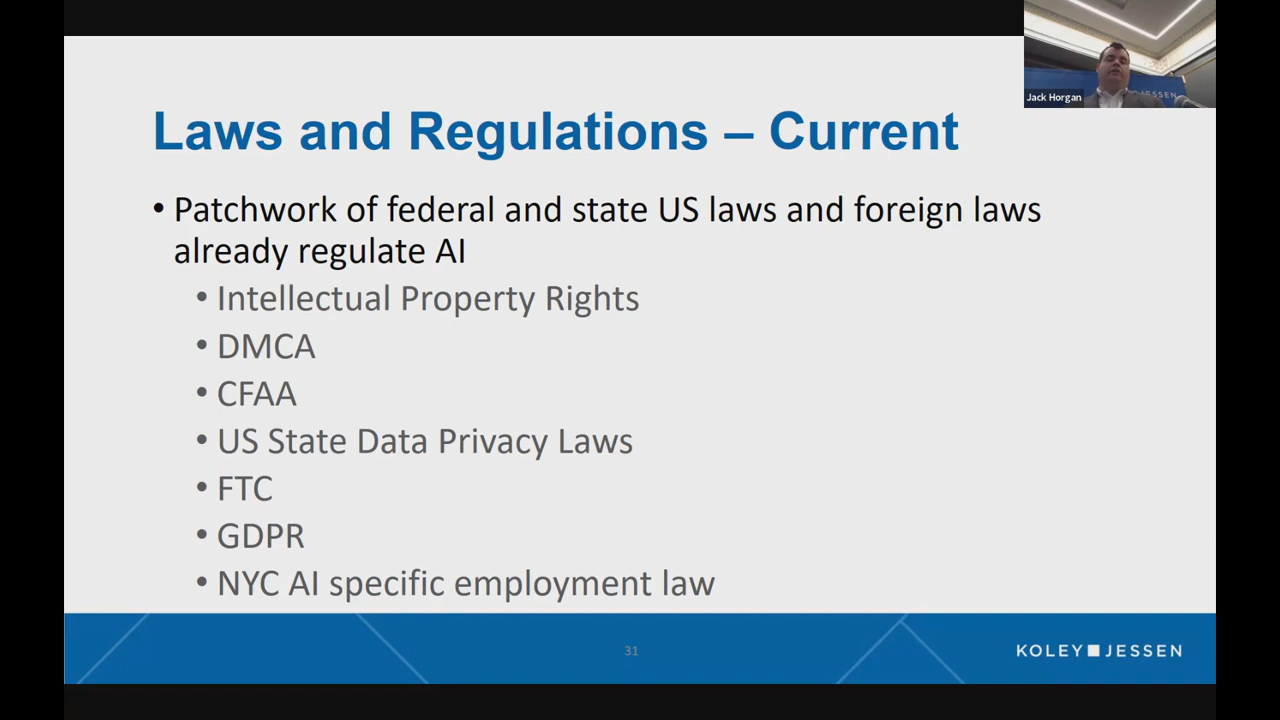 Laws and Regulations – Current
• Patchwork of federal and state US laws and foreign laws
already regulate AI
• Intellectual Property Rights
• DMCA
• CFAA
• US State Data Privacy Laws
• FTC
• GDPR
• NYC AI specific employment law
31
KOLEY JESSEN
Jack Horgan
JESSEN